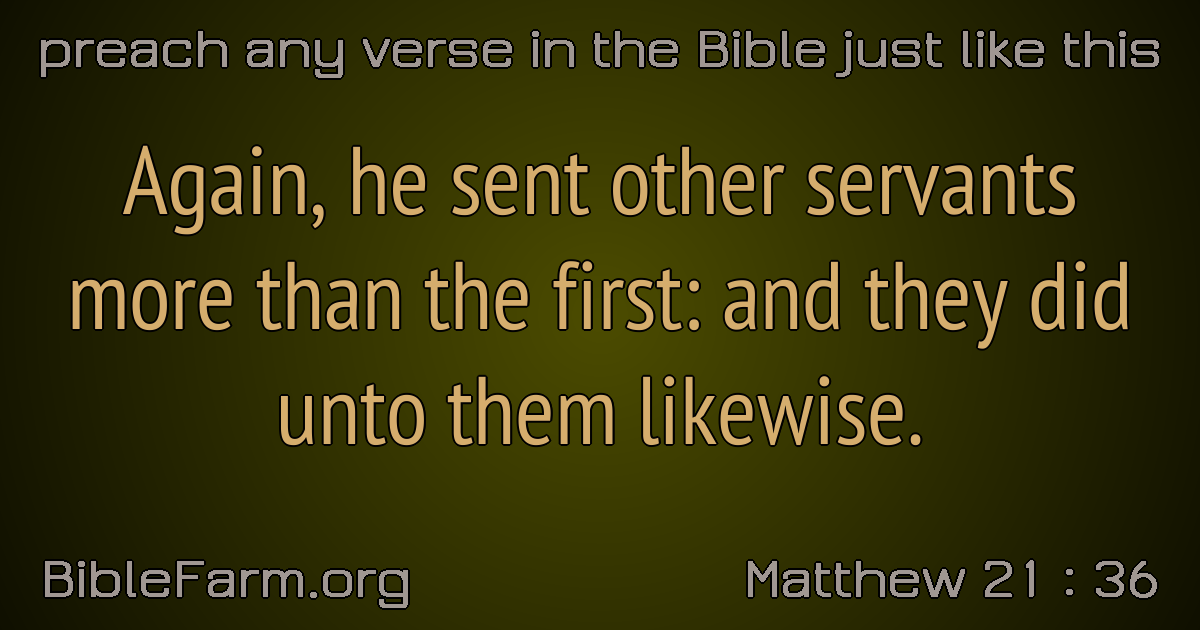 preach any verse in the Bible just like this
Again, he sent other servants
more than the first: and they did
unto them likewise.
BibleFarm.org
Matthew 21 : 36